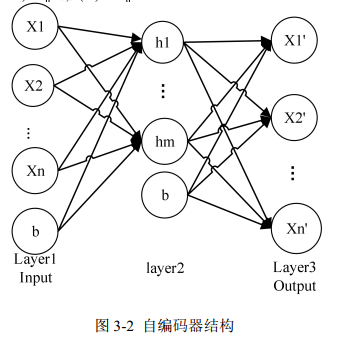 X1
h1
X1'
X2
X2'
...
...
...
Xn
hm
b
b
Xn'
Layer1
Input
layer2
Layer3
Output
图 3-2 自编码器结构